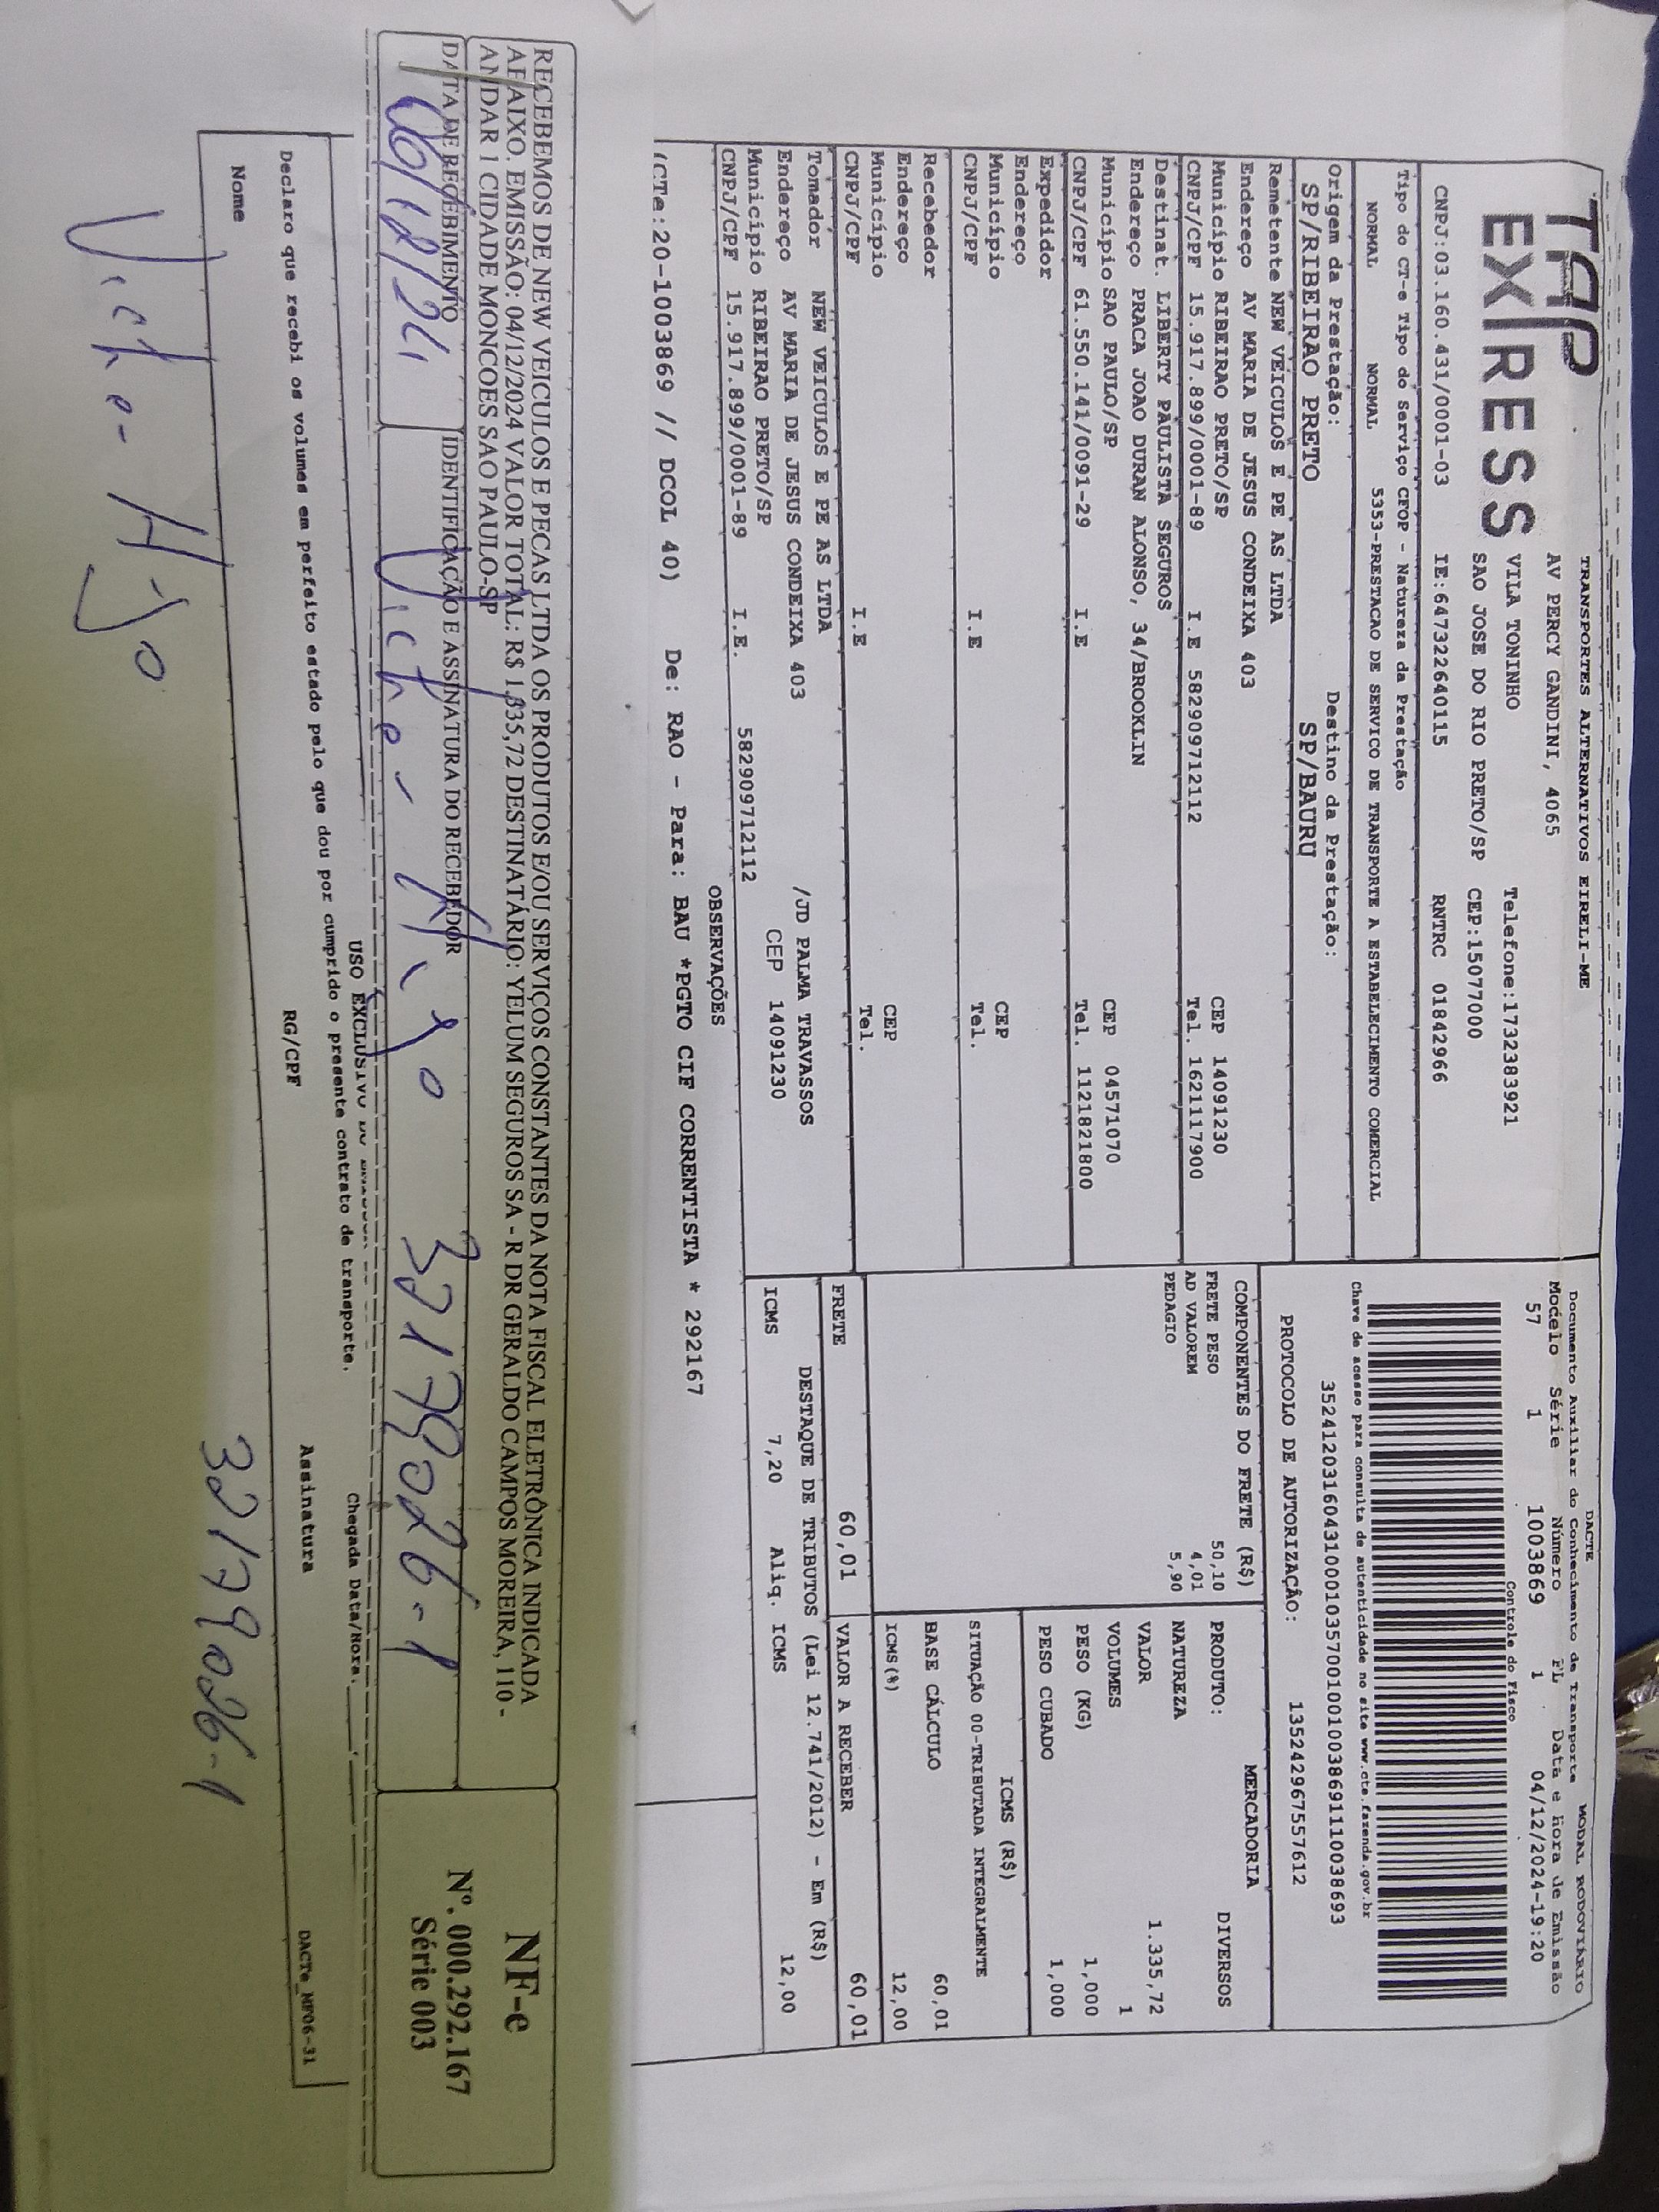 TAP
EXPRESS
TRANSPORTES ALTERNATIVOS EIRELI-ME
AV PERCY GANDINI, 4065
VILA TONINHO Telefone:1732383921
SAO JOSE DO RIO PRETO/SP CEP:15077000
CNPJ:03.160.431/0001-03 IE:647322640115 RNTRC 01842966
Tipo do CT-e Tipo do Serviço CFOP - Natureza da Prestação
NORMAL NORMAL 5353-PRESTACAO DE SERVICO DE TRANSPORTE A ESTABELECIMENTO COMERCIAL
Origem da Prestação: Destino da Prestação:
SP/RIBEIRAO PRETO SP/BAURU
Remetente NEW VEICULOS E PE AS LTDA
Endereço AV MARIA DE JESUS CONDEIXA 403
Município RIBEIRAO PRETO/SP CEP 14091230
CNPJ/CPF 15.917.899/0001-89 I.E 582909712112 Tel. 1621117900
Destinat. LIBERTY PAULISTA SEGUROS
Endereço PRACA JOAO DURAN ALONSO, 34/BROOKLIN
Município SAO PAULO/SP CEP 04571070
CNPJ/CPF 61.550.141/0091-29 I.E Tel. 1121821800
Expedidor
Endereço
Município CEP
CNPJ/CPF I.E Tel.
Recebedor
Endereço
Município CEP
CNPJ/CPF I.E Tel.
Tomador NEW VEICULOS E PE AS LTDA
Endereço AV MARIA DE JESUS CONDEIXA 403 /JD PALMA TRAVASSOS
Município RIBEIRAO PRETO/SP CEP 14091230
CNPJ/CPF 15.917.899/0001-89 I.E. 582909712112
OBSERVAÇÕES
(CTe:20-1003869 // DCOL 40) De: RAO - Para: BAU *PGTO CIF CORRENTISTA * 292167
DACTE
Documento Auxiliar do Conhecimento de Transporte MODAL RODOVIÁRIO
Modelo Série Número FL Data e Hora de Emissão
57 1 1003869 1 04/12/2024-19:20
Controle do Fisco
Chave de acesso para consulta de autenticidade no site www.cte.fazenda.gov.br
35241203160431000103570010010038691110038693
PROTOCOLO DE AUTORIZAÇÃO: 135242967557612
COMPONENTES DO FRETE (R$)
FRETE PESO 50,10
AD VALOREM 4,01
PEDAGIO 5,90
MERCADORIA
PRODUTO: DIVERSOS
NATUREZA
VALOR 1.335,72
VOLUMES 1
PESO (KG) 1,000
PESO CUBADO 1,000
ICMS (R$)
SITUAÇÃO 00-TRIBUTADA INTEGRALMENTE
BASE CÁLCULO 60,01
ICMS(%) 12,00
FRETE 60,01 VALOR A RECEBER 60,01
DESTAQUE DE TRIBUTOS (Lei 12.741/2012) - Em (R$)
ICMS 7,20 Aliq. ICMS 12,00
RECEBEMOS DE NEW VEICULOS E PECAS LTDA OS PRODUTOS E/OU SERVIÇOS CONSTANTES DA NOTA FISCAL ELETRÔNICA INDICADA
ABAIXO. EMISSÃO: 04/12/2024 VALOR TOTAL: R$ 1.335,72 DESTINATÁRIO: YELUM SEGUROS SA - R DR GERALDO CAMPOS MOREIRA, 110 -
ANDAR 1 CIDADE MONCOES SAO PAULO-SP
DATA DE RECEBIMENTO IDENTIFICAÇÃO E ASSINATURA DO RECEBEDOR
06/12/24 Victor Hugo 32179026-1
NF-e
Nº. 000.292.167
Série 003
USO EXCLUSIVO DO Chegada Data/Hora.
Declaro que recebi os volumes em perfeito estado pelo que dou por cumprido o presente contrato de transporte.
Nome RG/CPF Assinatura DACTe_MF06-31
Victor Hugo 32179026-1